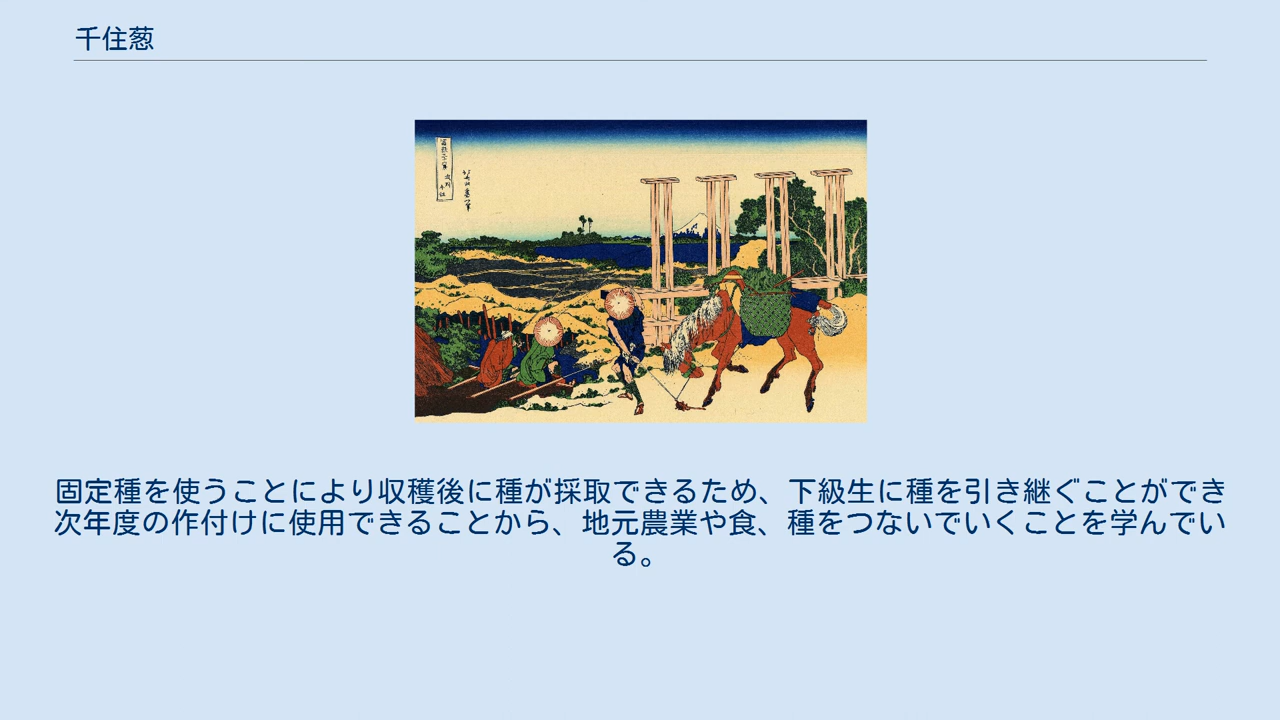 千住葱
固定種を使うことにより収穫後に種が採取できるため、下級生に種を引き継ぐことができ
次年度の作付けに使用できることから、地元農業や食、種をつないでいくことを学んでい
る。